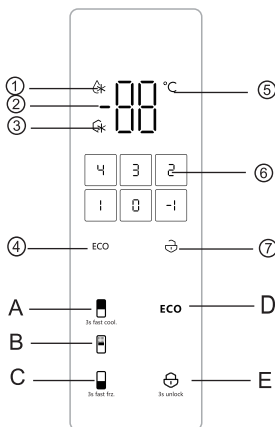 ①
②
-88 °C
⑤
③
4 3 2
⑥
1 0 -1
④
ECO
⑦
A
3s fast cool.
ECO
D
B
C
3s fast frz.
3s unlock
E